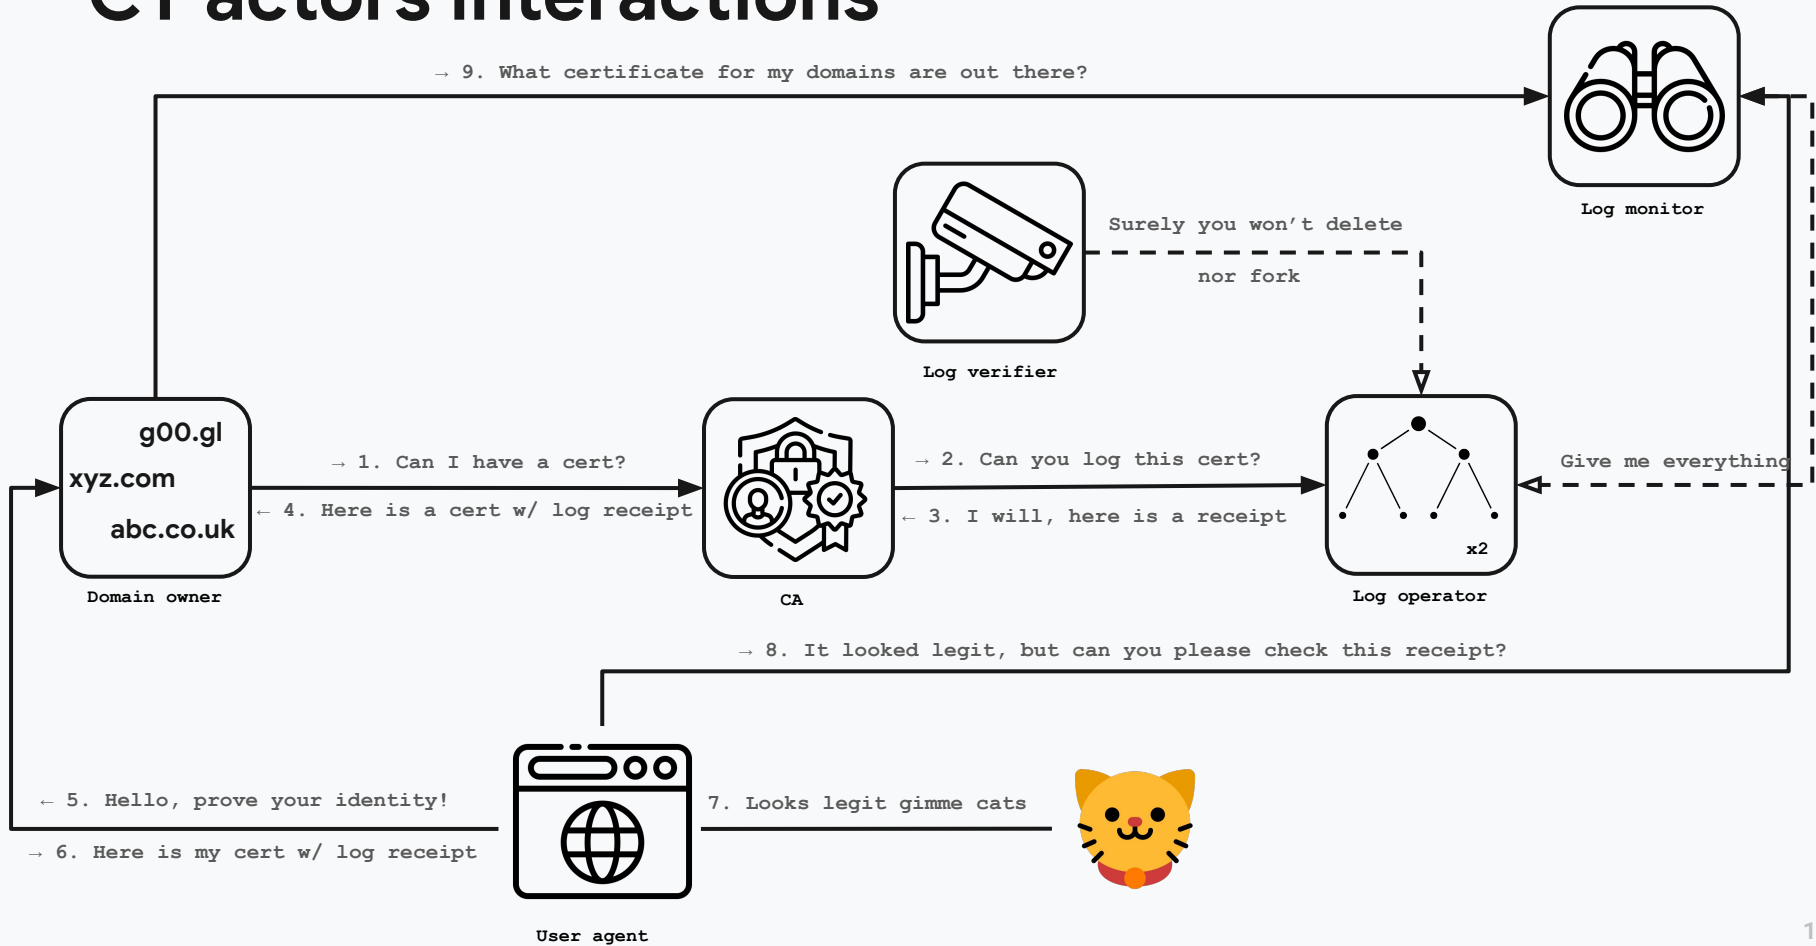 CT actors interactions
→ 9. What certificate for my domains are out there?
Log monitor
Surely you won’t delete
nor fork
Log verifier
g00.gl
xyz.com
abc.co.uk
Domain owner
→ 1. Can I have a cert?
← 4. Here is a cert w/ log receipt
CA
→ 2. Can you log this cert?
← 3. I will, here is a receipt
x2
Log operator
Give me everything
→ 8. It looked legit, but can you please check this receipt?
← 5. Hello, prove your identity!
→ 6. Here is my cert w/ log receipt
7. Looks legit gimme cats
User agent